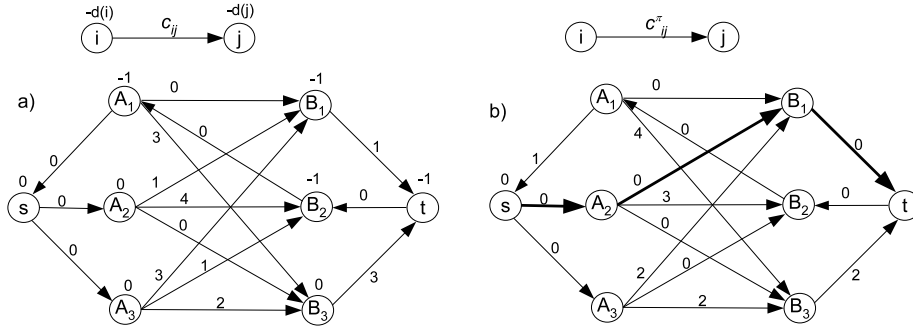 -d(i) c_ij -d(j)
i j
c^π_ij
i j
a)
-1 -1
A1 0 B1
0 3 0 1
0 0 1 -1
s 0 A2 4 -1 B2 0 t
0 0
0 3 1 0 3
A3 2 B3
b)
A1 0 B1
1 4 0 0
0 0
s 0 A2 3 B2 0 t
0
0 2 0 2
A3 2 B3